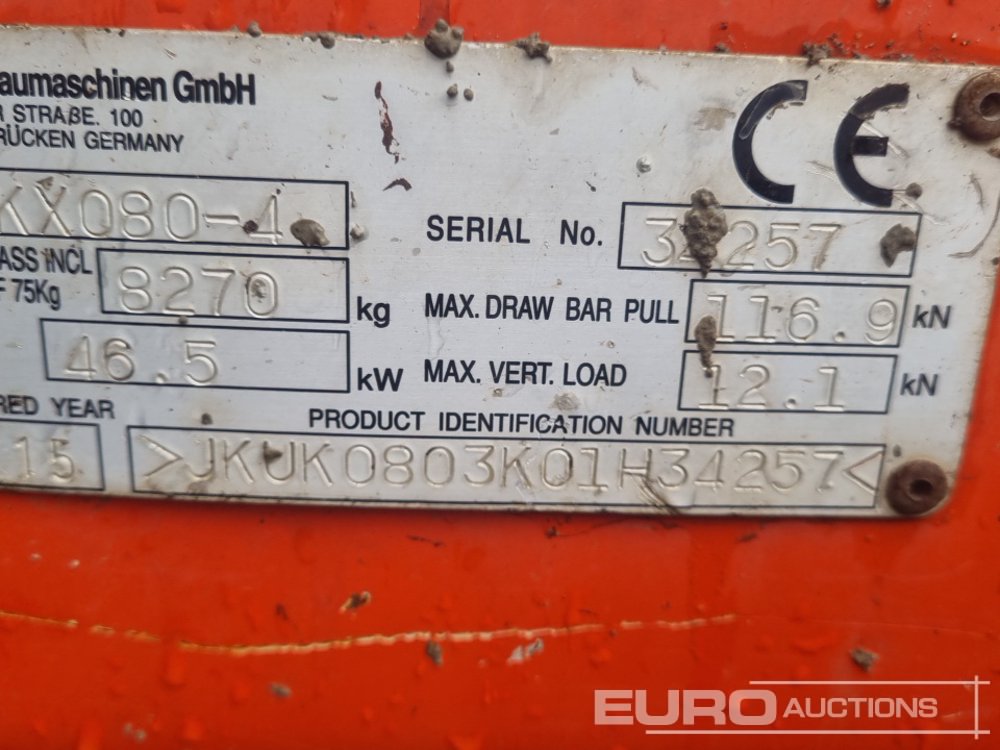 aumaschinen GmbH
R STRAßE. 100
RÜCKEN GERMANY
CE
KX080-4
SERIAL No. 34257
ASS INCL
F 75Kg
8270 kg
MAX. DRAW BAR PULL 116.9 kN
46.5 kW
MAX. VERT. LOAD 12.1 kN
RED YEAR
PRODUCT IDENTIFICATION NUMBER
15
>JKUK0803K01H34257<
EURO AUCTIONS